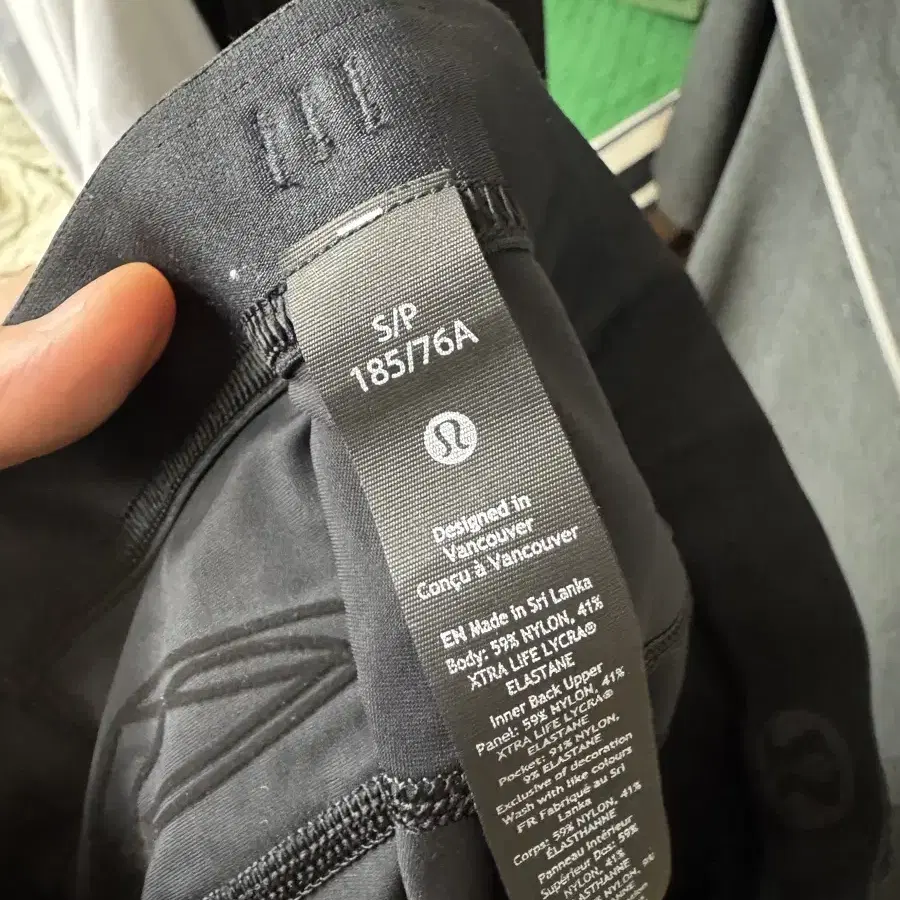 S/P
185/76A
Designed in
Vancouver
Conçu à Vancouver
EN Made in Sri Lanka
Body: 59% NYLON, 41%
XTRA LIFE LYCRA®
ELASTANE
Inner Back Upper
Panel: 59% NYLON, 41%
XTRA LIFE LYCRA®
ELASTANE
Pocket: 91% NYLON,
9% ELASTANE
Exclusive of decoration
Wash with like colours
FR Fabriqué au Sri
Lanka
Corps: 59% NYLON, 41%
ÉLASTHANNE
Panneau Intérieur
Supérieur Dos: 59%
NYLON, 41%